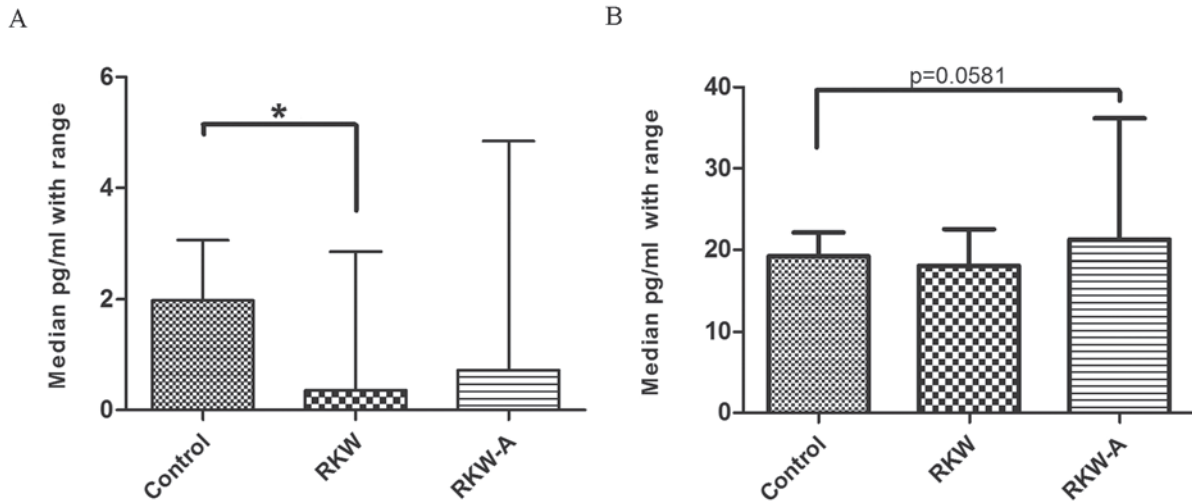 A
Median pg/ml with range
6
4
2
0
*
Control
RKW
RKW-A
B
Median pg/ml with range
40
30
20
10
0
p=0.0581
Control
RKW
RKW-A